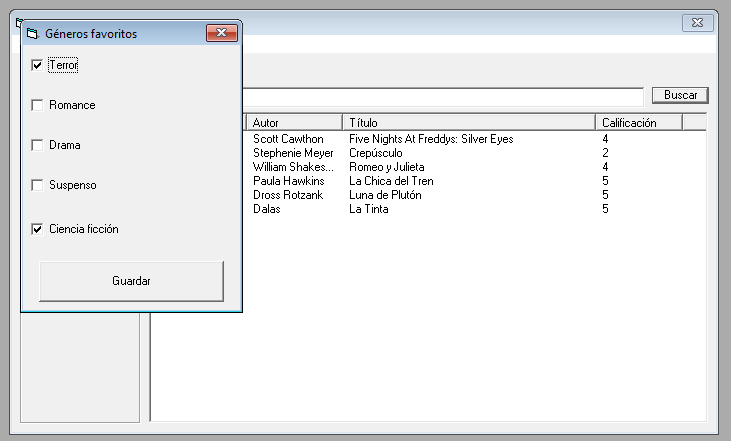 Géneros favoritos
Terror
Romance
Drama
Suspenso
Ciencia ficción
Guardar
Buscar
Autor Título Calificación
Scott Cawthon Five Nights At Freddys: Silver Eyes 4
Stephenie Meyer Crepúsculo 2
William Shakes... Romeo y Julieta 4
Paula Hawkins La Chica del Tren 5
Dross Rotzank Luna de Plutón 5
Dalas La Tinta 5